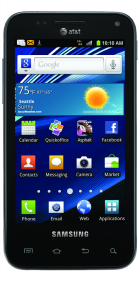 at&t
10:10 AM
Google
75°F
Seattle
Sunny
Calendar Quickoffice Asphalt Facebook
Contacts Messaging Camera Market
Phone Email Web Applications
SAMSUNG